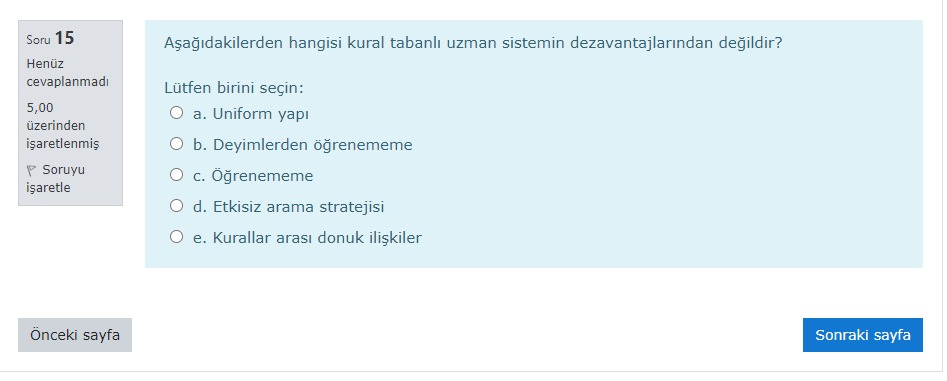 Soru 15
Henüz
cevaplanmadı
5,00
üzerinden
işaretlenmiş
Soruyu
işaretle
Aşağıdakilerden hangisi kural tabanlı uzman sistemin dezavantajlarından değildir?
Lütfen birini seçin:
a. Uniform yapı
b. Deyimlerden öğrenememe
c. Öğrenememe
d. Etkisiz arama stratejisi
e. Kurallar arası donuk ilişkiler
Önceki sayfa
Sonraki sayfa